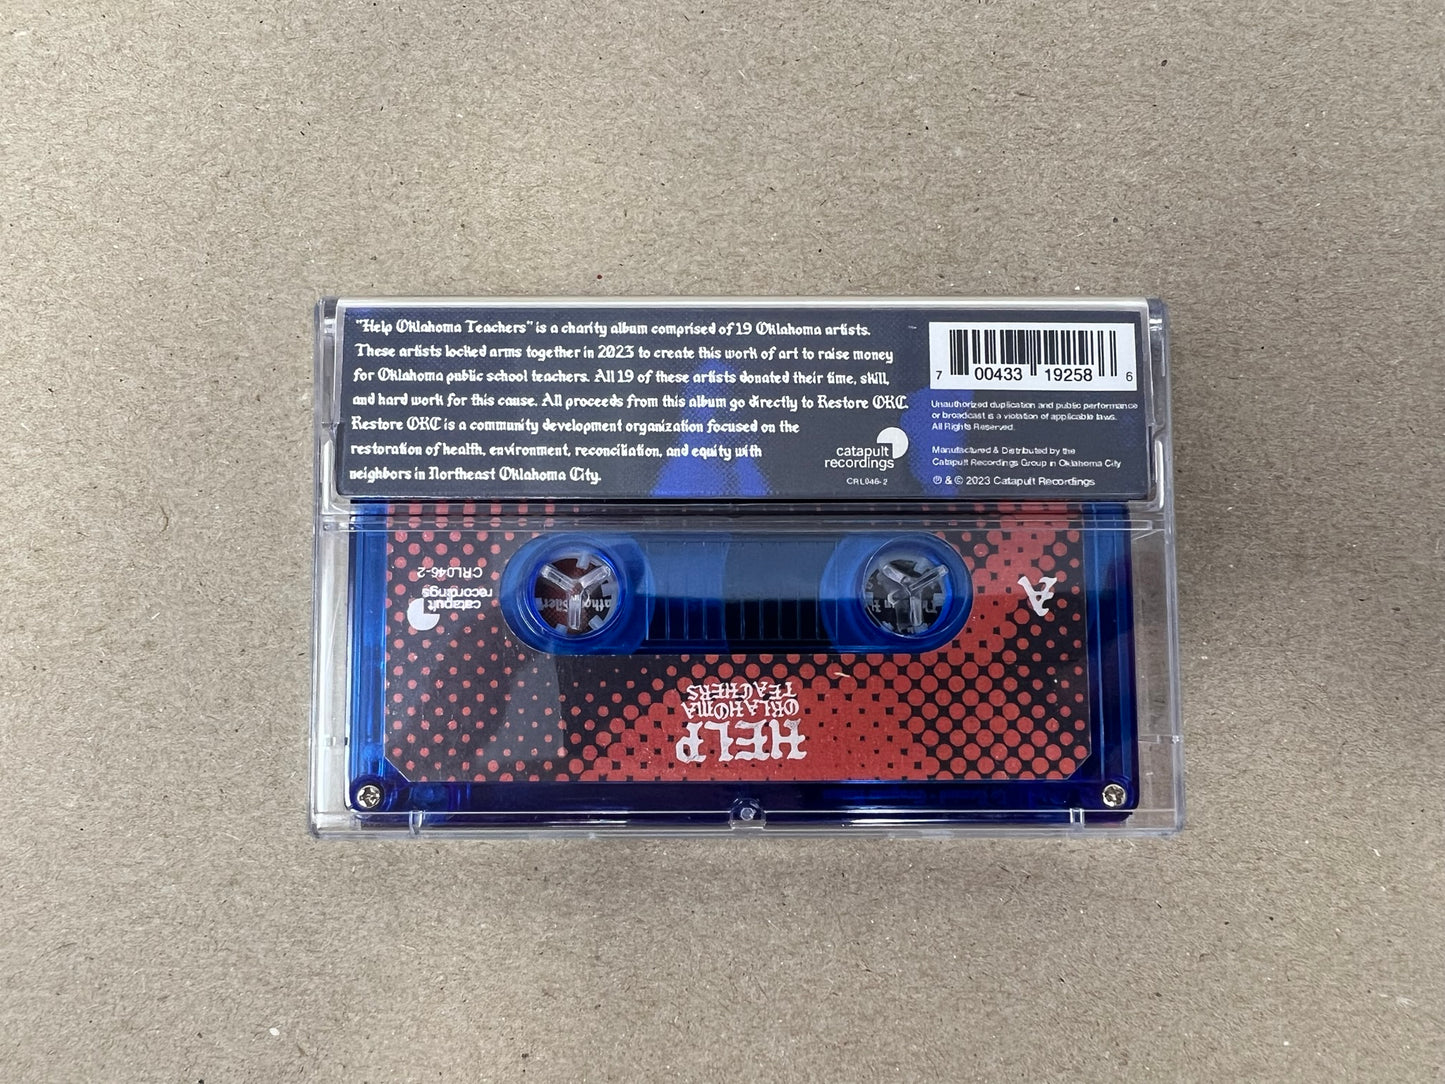 "Help Oklahoma Teachers" is a charity album comprised of 19 Oklahoma artists.
These artists locked arms together in 2023 to create this work of art to raise money
for Oklahoma public school teachers. All 19 of these artists donated their time, skill,
and hard work for this cause. All proceeds from this album go directly to Restore OKC.
Restore OKC is a community development organization focused on the
restoration of health, environment, reconciliation, and equity with
neighbors in Northeast Oklahoma City.
catapult
recordings
CRL046-2
7 00433 19258 6
Unauthorized duplication and public performance
or broadcast is a violation of applicable laws.
All Rights Reserved.
Manufactured & Distributed by the
Catapult Recordings Group in Oklahoma City
℗ & © 2023 Catapult Recordings
A
HELP
OKLAHOMA
TEACHERS
catapult
recordings
CRL046-2